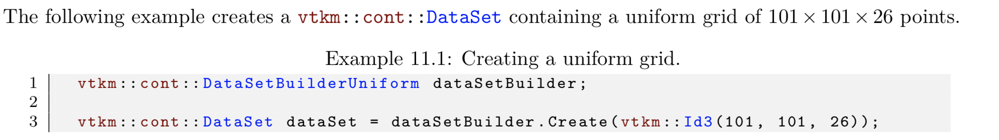 The following example creates a vtkm::cont::DataSet containing a uniform grid of 101 × 101 × 26 points.
Example 11.1: Creating a uniform grid.
1 vtkm::cont::DataSetBuilderUniform dataSetBuilder;
2
3 vtkm::cont::DataSet dataSet = dataSetBuilder.Create(vtkm::Id3(101, 101, 26));